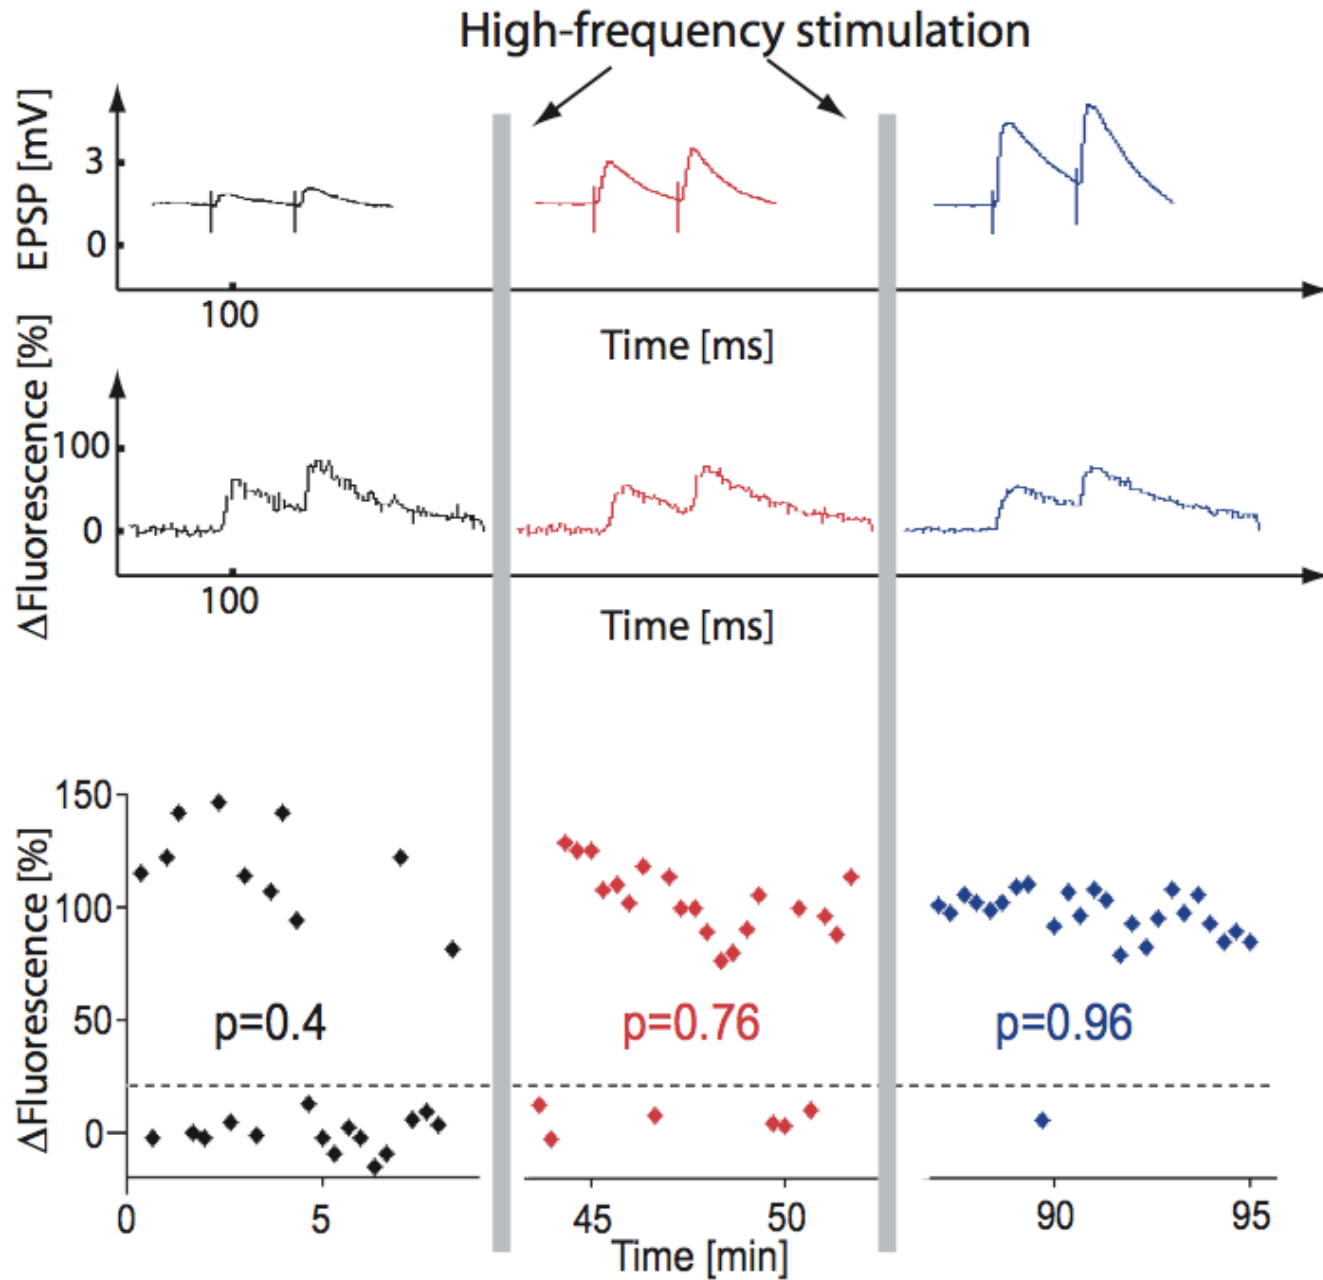 High-frequency stimulation
EPSP [mV]
3
0
100
Time [ms]
ΔFluorescence [%]
100
0
100
Time [ms]
ΔFluorescence [%]
150
100
50
0
p=0.4
p=0.76
p=0.96
0
5
45
50
90
95
Time [min]